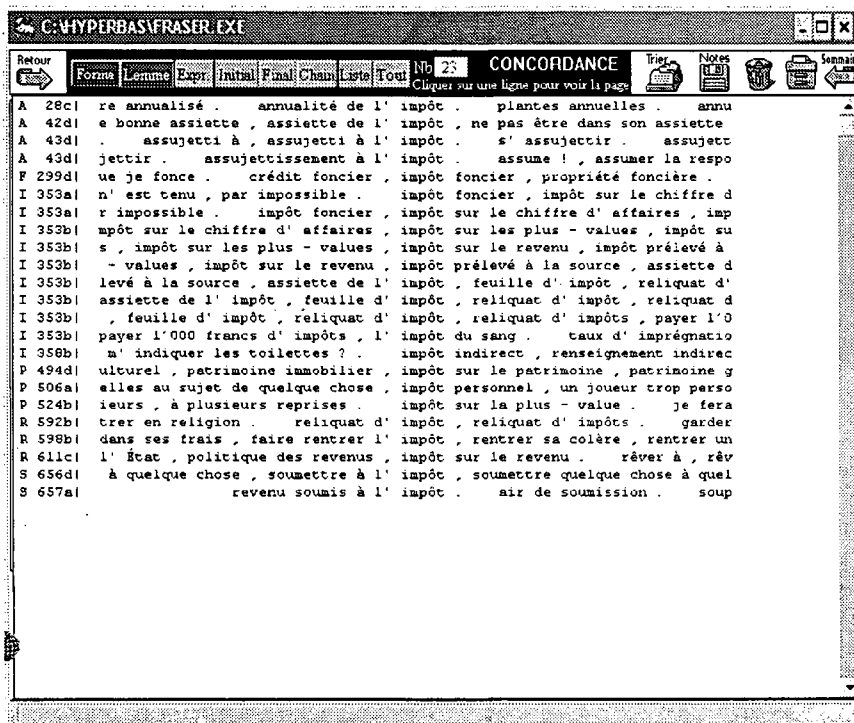 C:\HYPERBAS\FRASER.EXE
Retour
Forme Lemme Expr. Initial Final Chaîn Liste Tout Nb 23 CONCORDANCE Trier Notes Sommai
Cliquer sur une ligne pour voir la page
A 28c| re annualisé . annualité de l' impôt . plantes annuelles . annu
A 42d| e bonne assiette , assiette de l' impôt , ne pas être dans son assiette
A 43d| . assujetti à , assujetti à l' impôt . s' assujettir . assujett
A 43d| jettir . assujettissement à l' impôt . assume ! , assumer la respo
F 299d| ue je fonce . crédit foncier , impôt foncier , propriété foncière .
I 353a| n' est tenu , par impossible . impôt foncier , impôt sur le chiffre d
I 353a| r impossible . impôt foncier , impôt sur le chiffre d' affaires , imp
I 353b| mpôt sur le chiffre d' affaires , impôt sur les plus - values , impôt su
I 353b| s , impôt sur les plus - values , impôt sur le revenu , impôt prélevé à
I 353b| - values , impôt sur le revenu , impôt prélevé à la source , assiette d
I 353b| levé à la source , assiette de l' impôt , feuille d' impôt , reliquat d'
I 353b| assiette de l' impôt , feuille d' impôt , reliquat d' impôt , reliquat d
I 353b| , feuille d' impôt , reliquat d' impôt , reliquat d' impôts , payer 1'0
I 353b| payer 1'000 francs d' impôts , l' impôt du sang . taux d' imprégnatio
I 358b| m' indiquer les toilettes ? . impôt indirect , renseignement indirec
P 494d| ulturel , patrimoine immobilier , impôt sur le patrimoine , patrimoine g
P 506a| elles au sujet de quelque chose , impôt personnel , un joueur trop perso
P 524b| ieurs , à plusieurs reprises . impôt sur la plus - value . je fera
R 592b| trer en religion . reliquat d' impôt , reliquat d' impôts . garder
R 598b| dans ses frais , faire rentrer l' impôt , rentrer sa colère , rentrer un
R 611c| l' État , politique des revenus , impôt sur le revenu . rêver à , rêv
S 656d| à quelque chose , soumettre à l' impôt , soumettre quelque chose à quel
S 657a| revenu soumis à l' impôt . air de soumission . soup